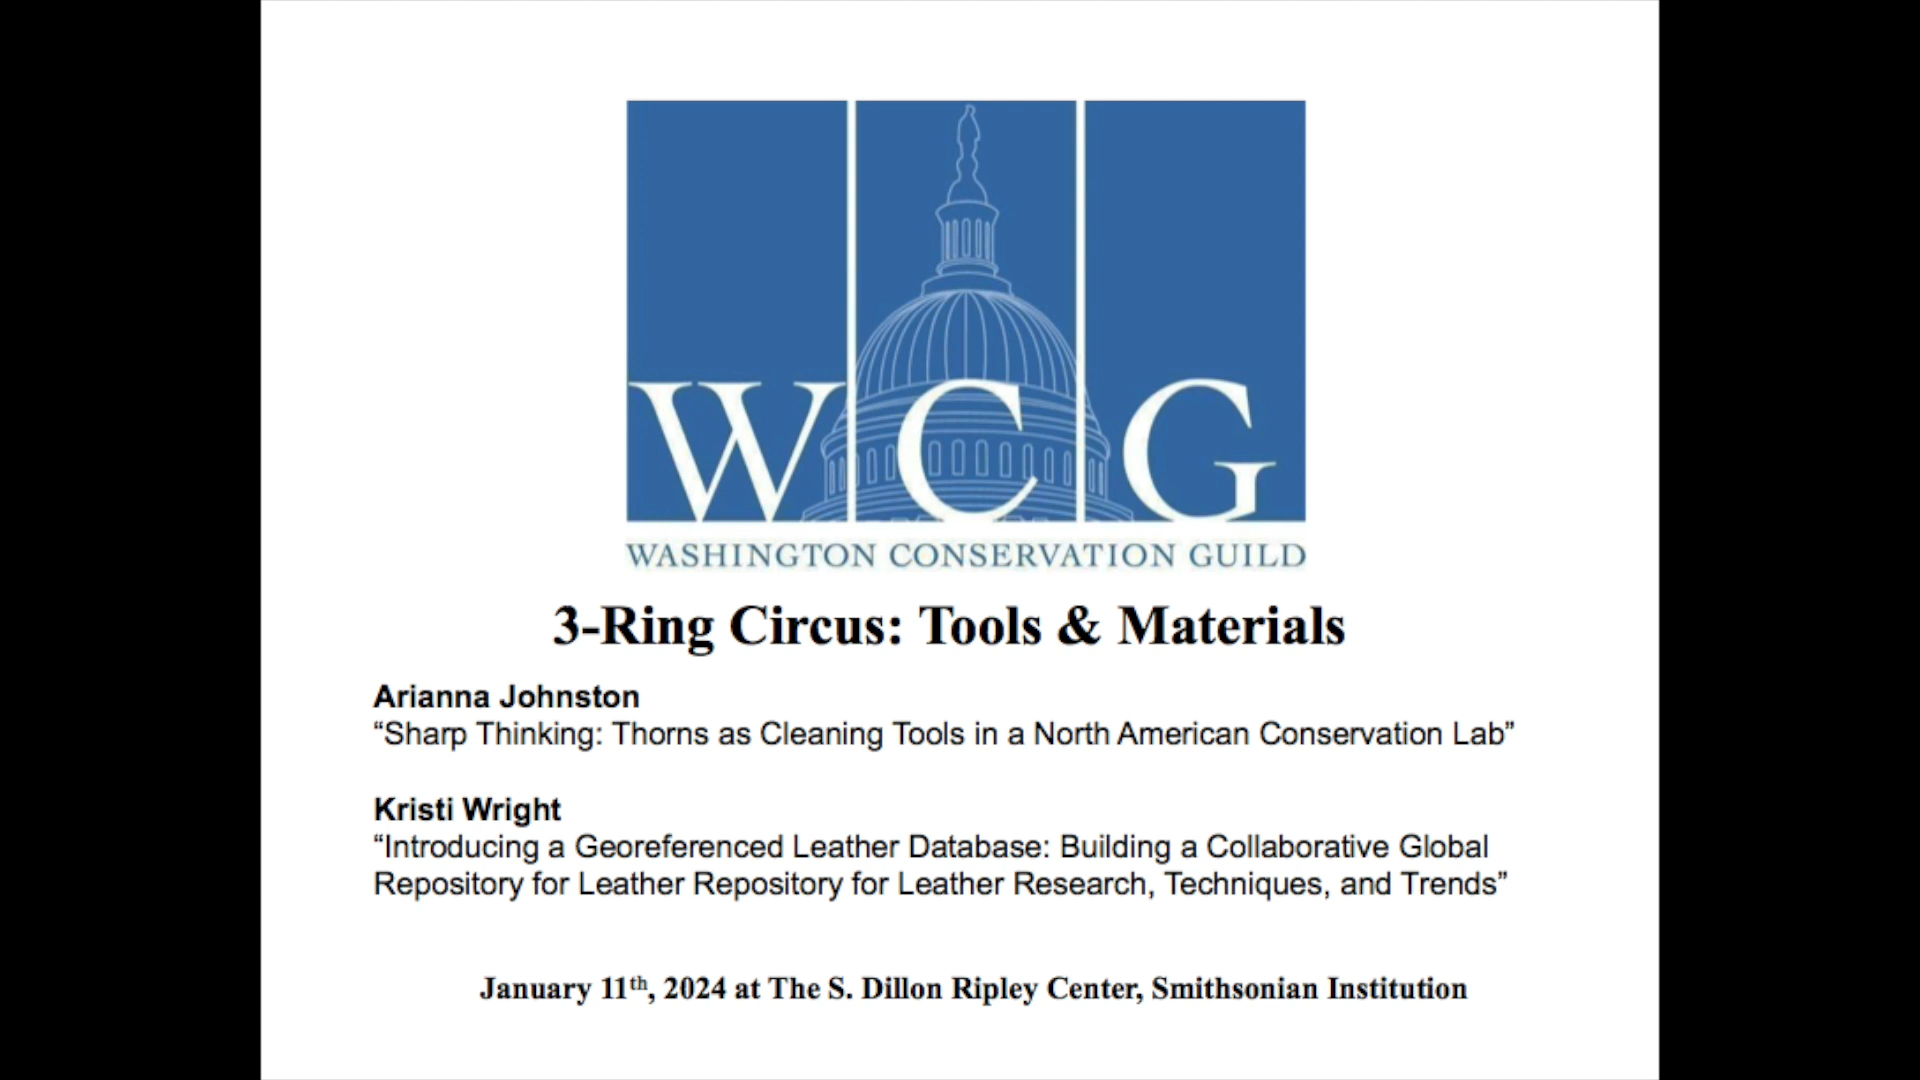 WCG
WASHINGTON CONSERVATION GUILD
3-Ring Circus: Tools & Materials
Arianna Johnston
“Sharp Thinking: Thorns as Cleaning Tools in a North American Conservation Lab”
Kristi Wright
“Introducing a Georeferenced Leather Database: Building a Collaborative Global
Repository for Leather Repository for Leather Research, Techniques, and Trends”
January 11th, 2024 at The S. Dillon Ripley Center, Smithsonian Institution